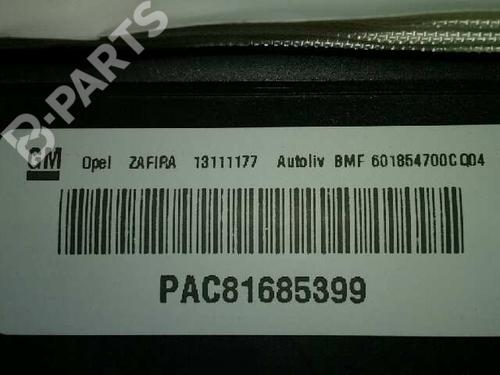 B-PARTS
GM Opel ZAFIRA 13111177 Autoliv BMF 601854700C Q04
PAC81685399